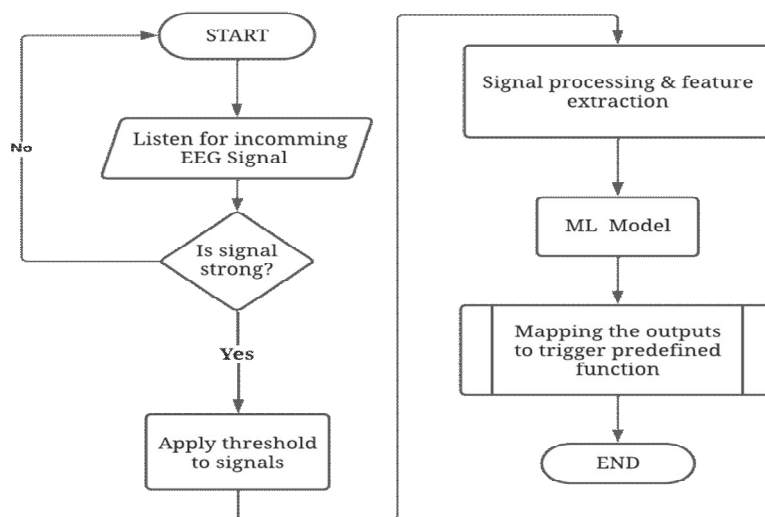 START
Listen for incomming
EEG Signal
No
Is signal
strong?
Yes
Apply threshold
to signals
Signal processing & feature
extraction
ML Model
Mapping the outputs
to trigger predefined
function
END